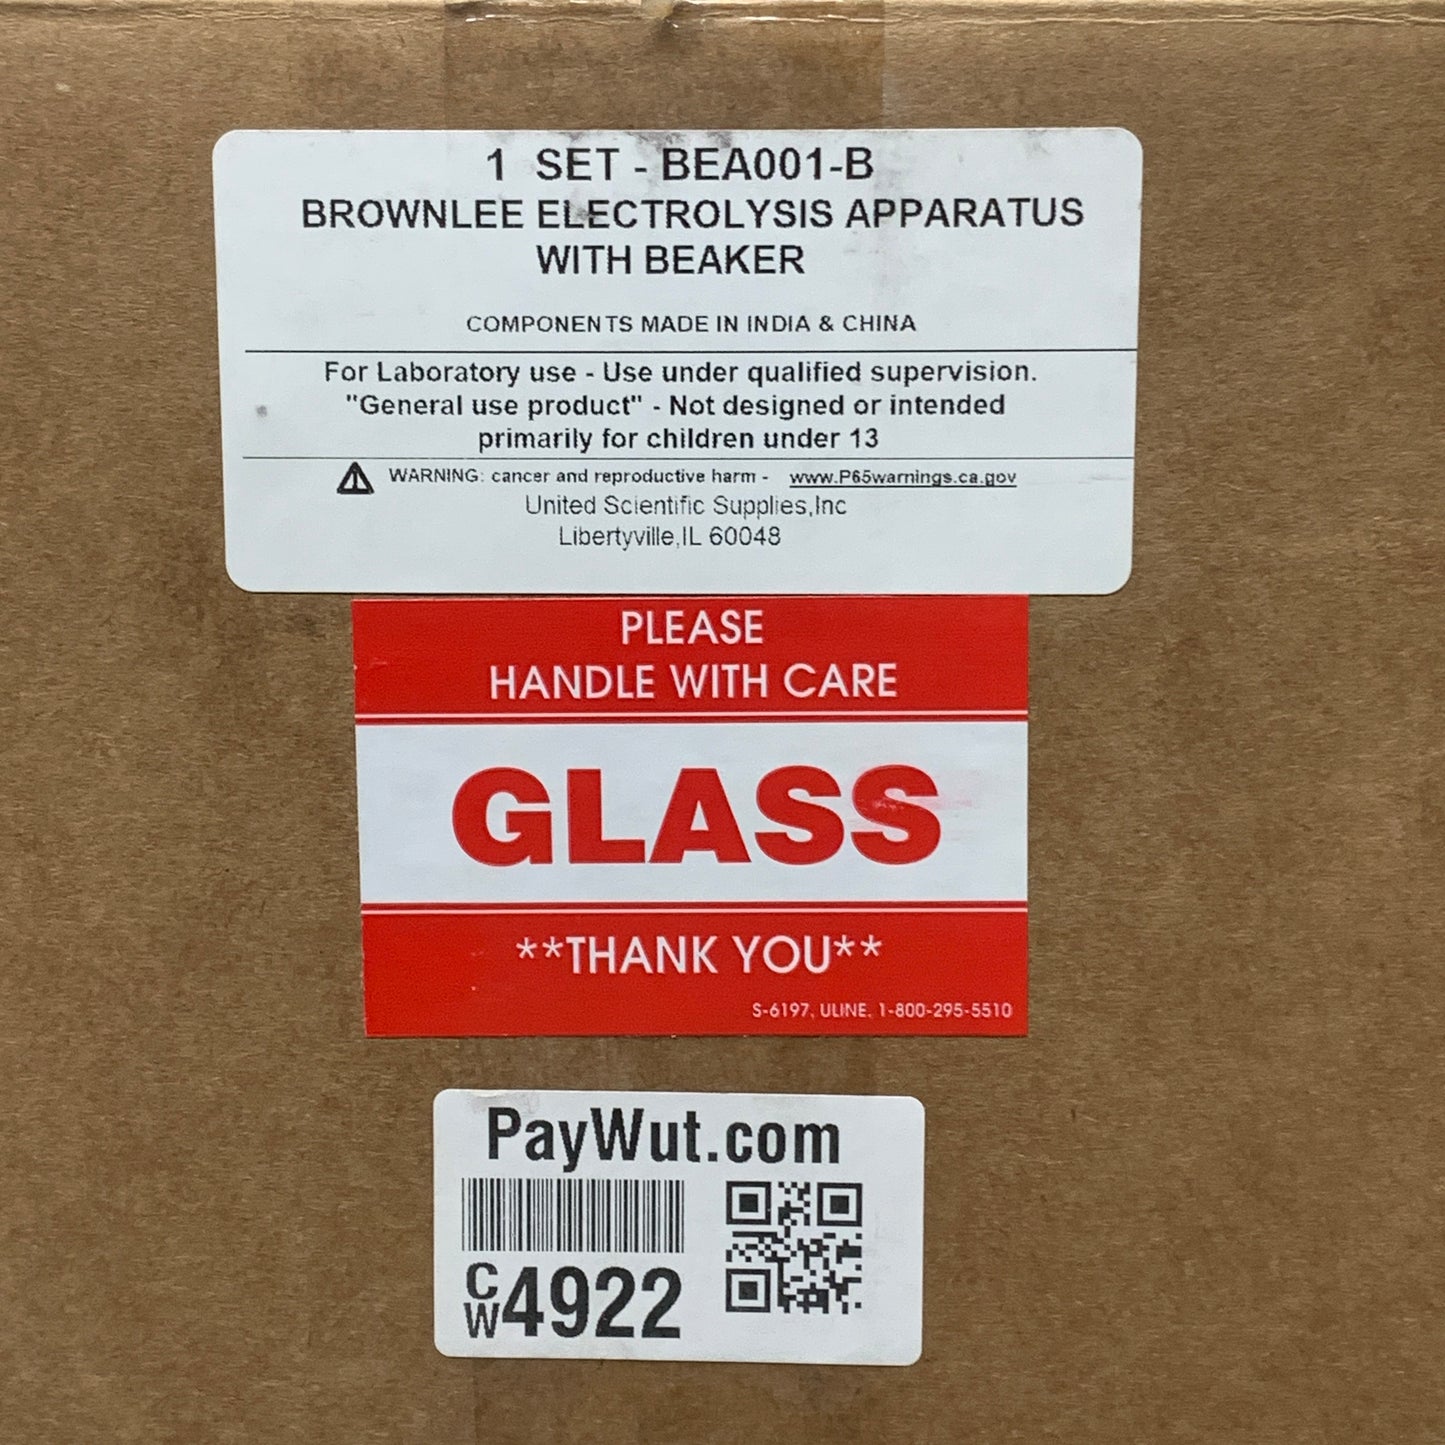 1 SET - BEA001-B
BROWNLEE ELECTROLYSIS APPARATUS
WITH BEAKER
COMPONENTS MADE IN INDIA & CHINA
For Laboratory use - Use under qualified supervision.
"General use product" - Not designed or intended
primarily for children under 13
WARNING: cancer and reproductive harm - www.P65warnings.ca.gov
United Scientific Supplies,Inc
Libertyville,IL 60048
PLEASE
HANDLE WITH CARE
GLASS
**THANK YOU**
S-6197, ULINE, 1-800-295-5510
PayWut.com
CW4922